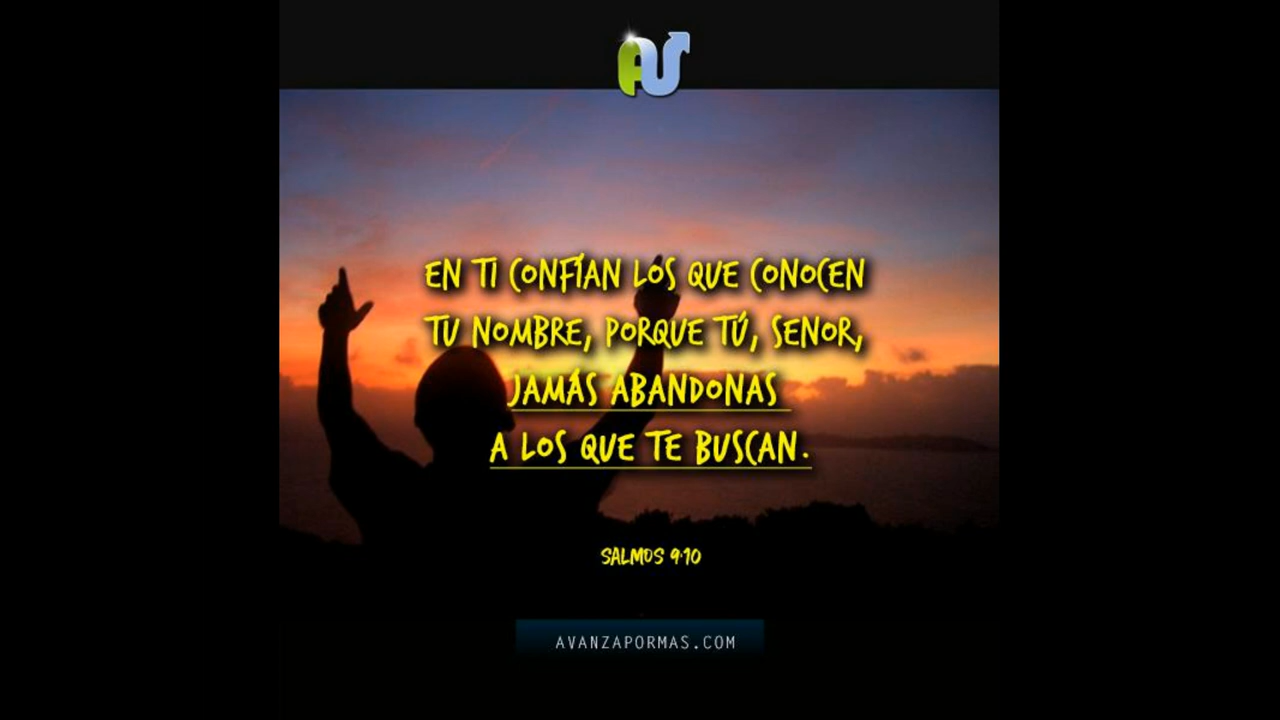 EN TI CONFÍAN LOS QUE CONOCEN
TU NOMBRE, PORQUE TÚ, SENOR,
JAMÁS ABANDONAS
A LOS QUE TE BUSCAN.
SALMOS 9:10
AVANZAPORMAS.COM